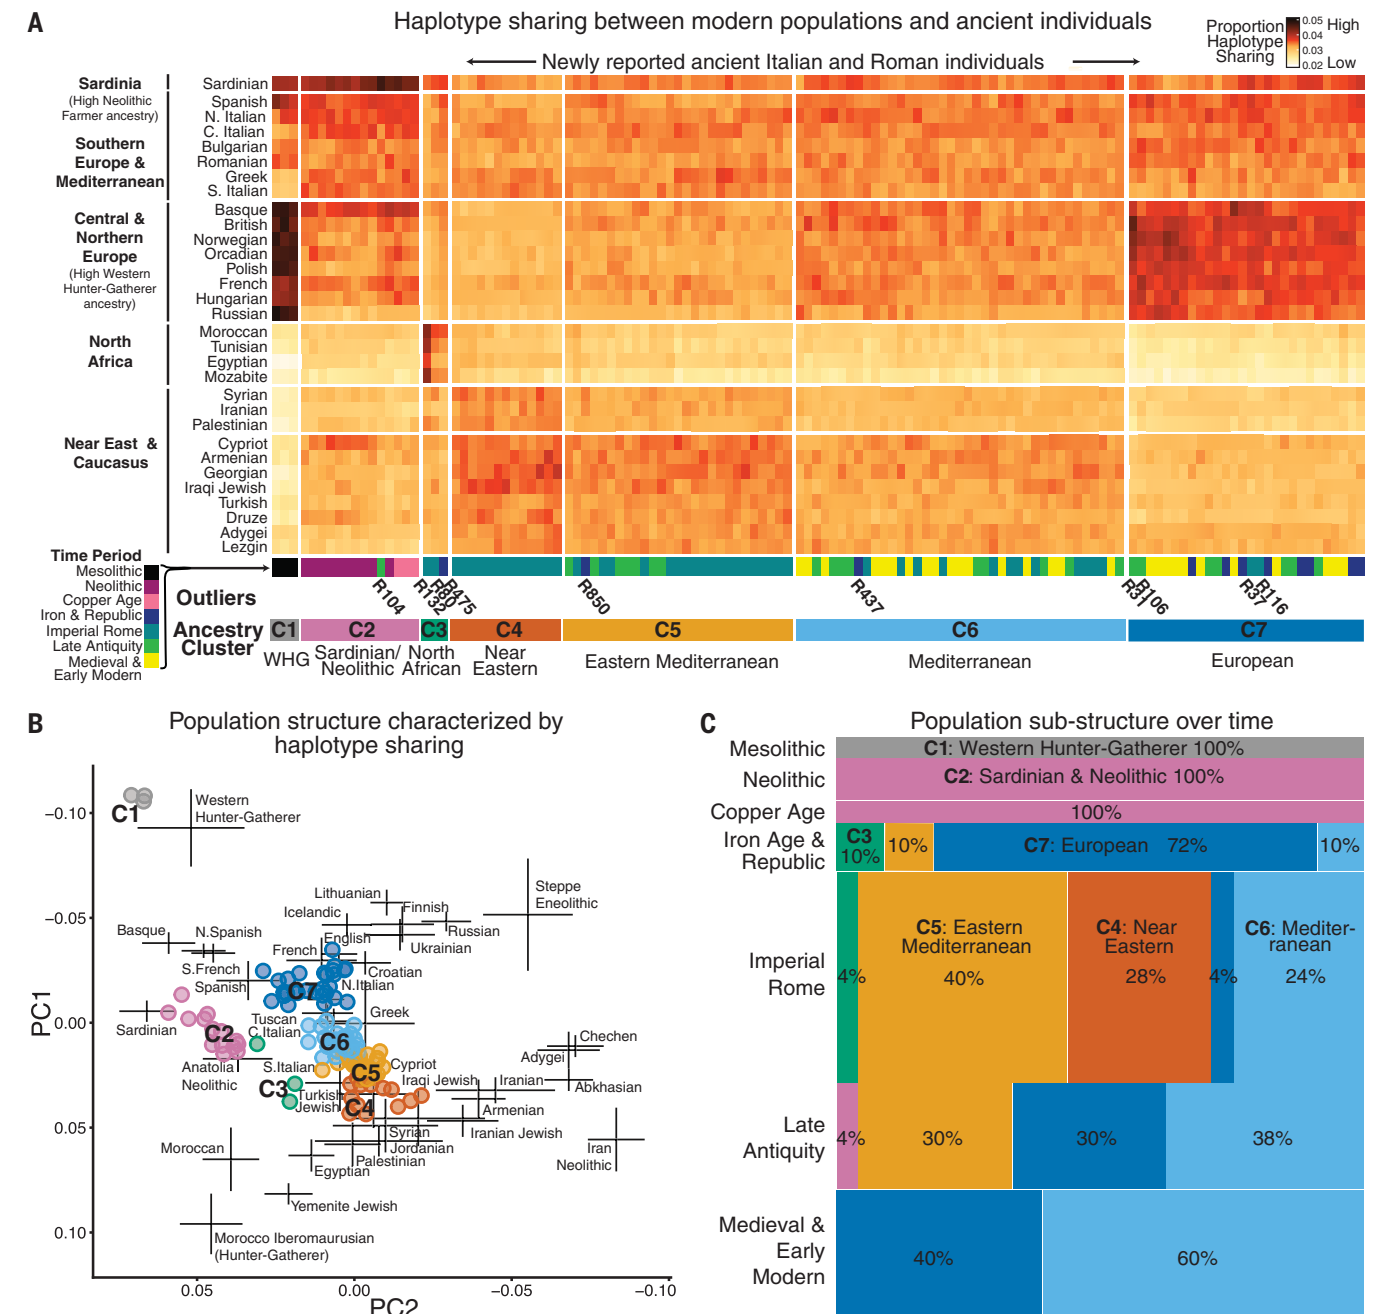 A
Haplotype sharing between modern populations and ancient individuals
Proportion
Haplotype
Sharing
0.05 High
0.04
0.03
0.02 Low
Newly reported ancient Italian and Roman individuals
Sardinia
(High Neolithic
Farmer ancestry)
Southern
Europe &
Mediterranean
Central &
Northern
Europe
(High Western
Hunter-Gatherer
ancestry)
North
Africa
Near East &
Caucasus
Sardinian
Spanish
N. Italian
C. Italian
Bulgarian
Romanian
Greek
S. Italian
Basque
British
Norwegian
Orcadian
Polish
French
Hungarian
Russian
Moroccan
Tunisian
Egyptian
Mozabite
Syrian
Iranian
Palestinian
Cypriot
Armenian
Georgian
Iraqi Jewish
Turkish
Druze
Adygei
Lezgin
Time Period
Mesolithic
Neolithic
Copper Age
Iron & Republic
Imperial Rome
Late Antiquity
Medieval &
Early Modern
Outliers
R104
R132
R80
R475
R850
R437
R31
R106
R37
R116
Ancestry
Cluster
C1
C2
C3
C4
C5
C6
C7
WHG
Sardinian/
Neolithic
North
African
Near
Eastern
Eastern Mediterranean
Mediterranean
European
B
Population structure characterized by
haplotype sharing
PC1
−0.10
−0.05
0.00
0.05
0.10
C1
Western
Hunter-Gatherer
Lithuanian
Steppe
Eneolithic
Icelandic
Finnish
Basque
N.Spanish
English
Russian
French
Ukrainian
S.French
Croatian
Spanish
C7
N.Italian
Sardinian
Tuscan
Greek
C2
C.Italian
C6
Chechen
Adygei
Anatolia
Neolithic
S.Italian
C5
Cypriot
C3
Turkish
Jewish
Iraqi Jewish
Iranian
Abkhasian
C4
Armenian
Syrian
Iranian Jewish
Moroccan
Jordanian
Palestinian
Iran
Neolithic
Egyptian
Yemenite Jewish
Morocco Iberomaurusian
(Hunter-Gatherer)
0.05
0.00
−0.05
−0.10
PC2
C
Population sub-structure over time
Mesolithic
C1: Western Hunter-Gatherer 100%
Neolithic
C2: Sardinian & Neolithic 100%
Copper Age
100%
Iron Age &
Republic
C3
10%
10%
C7: European 72%
10%
Imperial
Rome
4%
C5: Eastern
Mediterranean
40%
C4: Near
Eastern
28%
4%
C6: Mediter-
ranean
24%
Late
Antiquity
4%
30%
30%
38%
Medieval &
Early
Modern
40%
60%